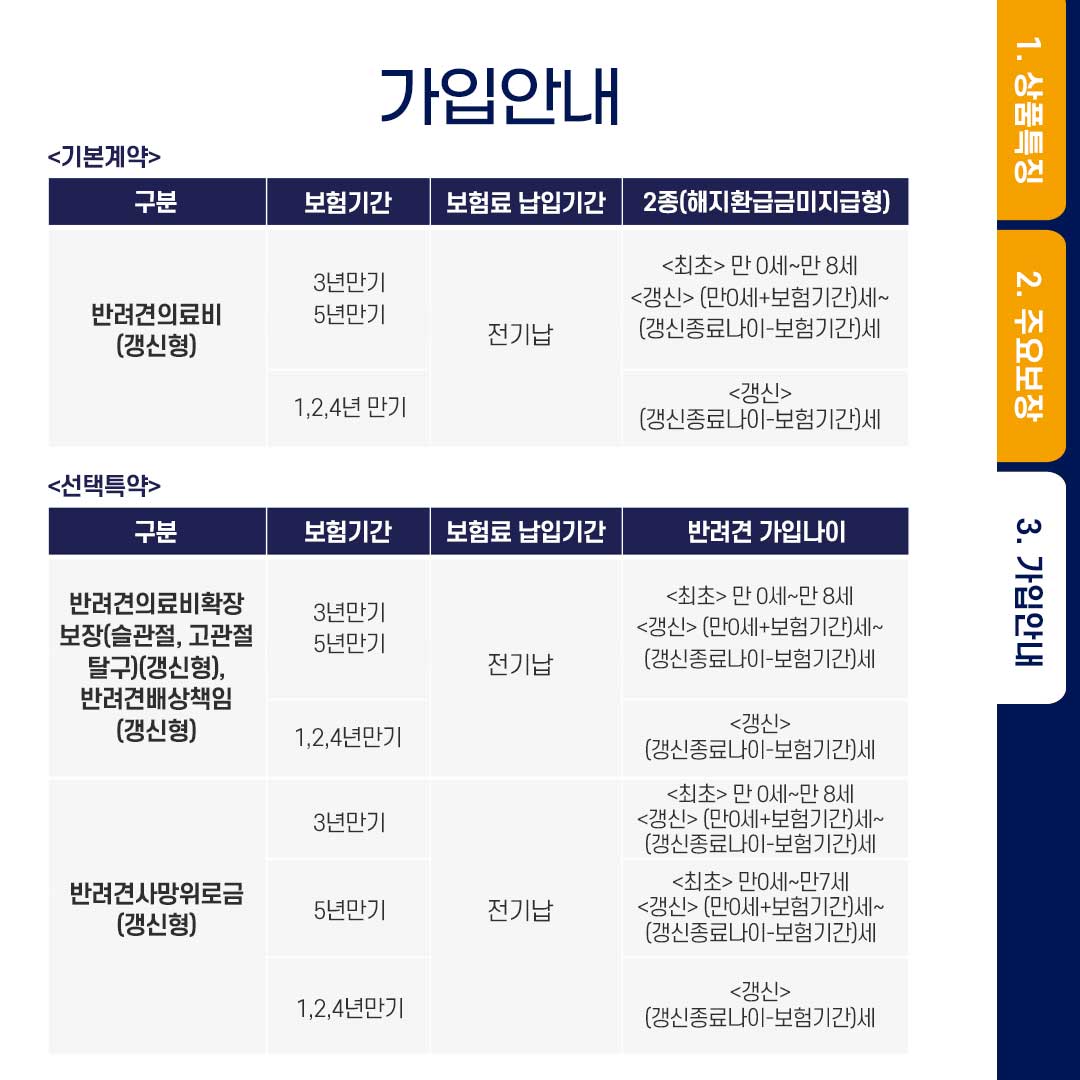 가입안내
<기본계약>
구분
보험기간
보험료 납입기간
2종(해지환급금미지급형)
반려견의료비
(갱신형)
3년만기
5년만기
전기납
<최초> 만 0세~만 8세
<갱신> (만0세+보험기간)세~
(갱신종료나이-보험기간)세
1,2,4년 만기
<갱신>
(갱신종료나이-보험기간)세
<선택특약>
구분
보험기간
보험료 납입기간
반려견 가입나이
반려견의료비확장
보장(슬관절, 고관절
탈구)(갱신형),
반려견배상책임
(갱신형)
3년만기
5년만기
전기납
<최초> 만 0세~만 8세
<갱신> (만0세+보험기간)세~
(갱신종료나이-보험기간)세
1,2,4년만기
<갱신>
(갱신종료나이-보험기간)세
반려견사망위로금
(갱신형)
3년만기
전기납
<최초> 만 0세~만 8세
<갱신> (만0세+보험기간)세~
(갱신종료나이-보험기간)세
5년만기
<최초> 만0세~만7세
<갱신> (만0세+보험기간)세~
(갱신종료나이-보험기간)세
1,2,4년만기
<갱신>
(갱신종료나이-보험기간)세
1. 상품특징
2. 주요보장
3. 가입안내